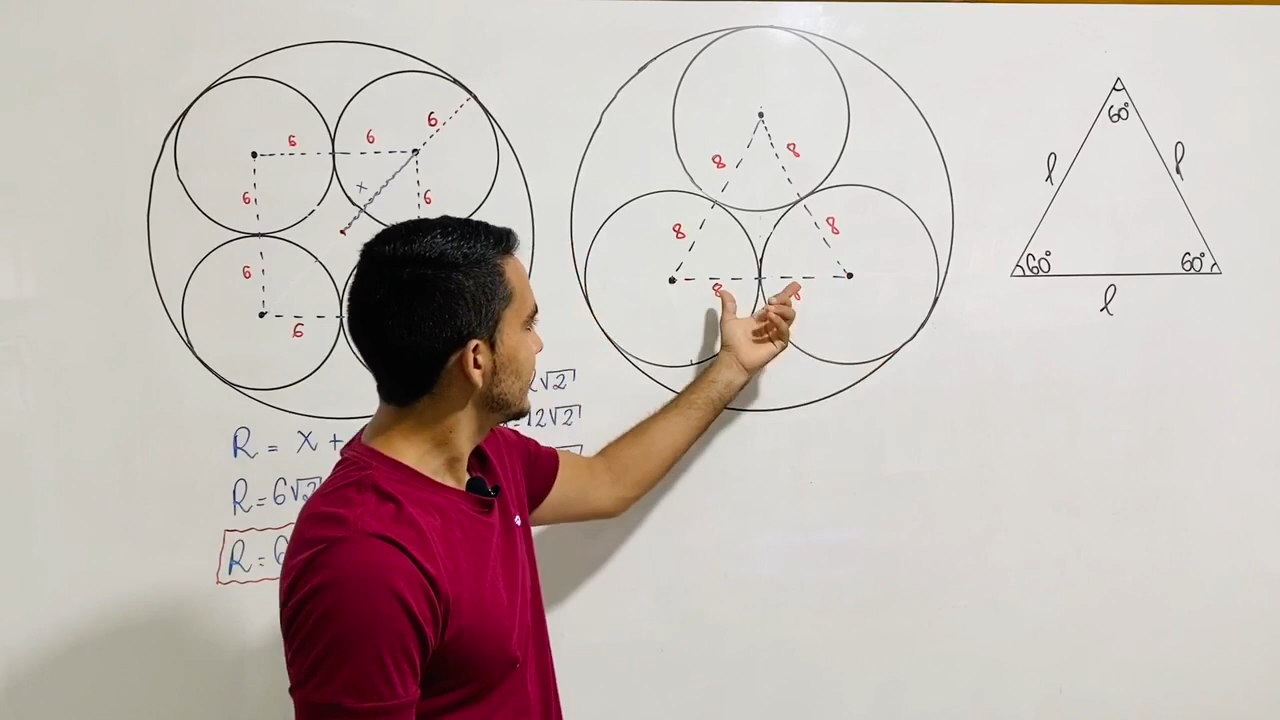 6 6 6
x
6 6
6
6
R = x +
R = 6√2
R = 6
2√2
12√2
8 8
8 8
8 8
60°
l l
60° 60°
l